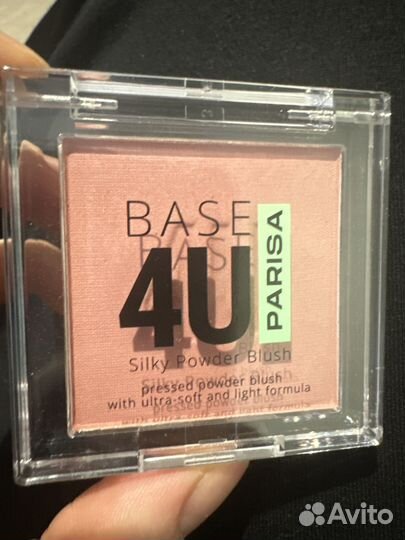 BASE
4U
PARISA
Silky Powder Blush
pressed powder blush
with ultra-soft and light formula
Avito